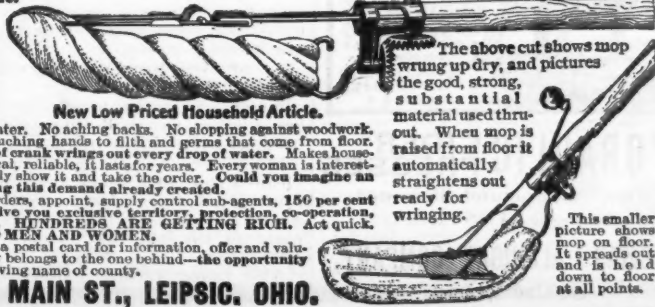 The above cut shows mop
wrung up dry, and pictures
the good, strong,
substantial
material used thru-
out. When mop is
raised from floor it
automatically
straightens out
ready for
wringing.
New Low Priced Household Article.
No aching backs. No slopping against woodwork.
hands to filth and germs that come from floor.
of crank wrings out every drop of water. Makes house-
reliable, it lasts for years. Every woman is interest-
show it and take the order. Could you imagine an
this demand already created.
appoint, supply control sub-agents, 150 per cent
you exclusive territory, protection, co-operation,
HUNDREDS ARE GETTING RICH. Act quick.
MEN AND WOMEN.
a postal card for information, offer and valu-
belongs to the one behind—the opportunity
name of county.
MAIN ST., LEIPSIC, OHIO.
This smaller
picture shows
mop on floor.
It spreads out
and is held
down to floor
at all points.